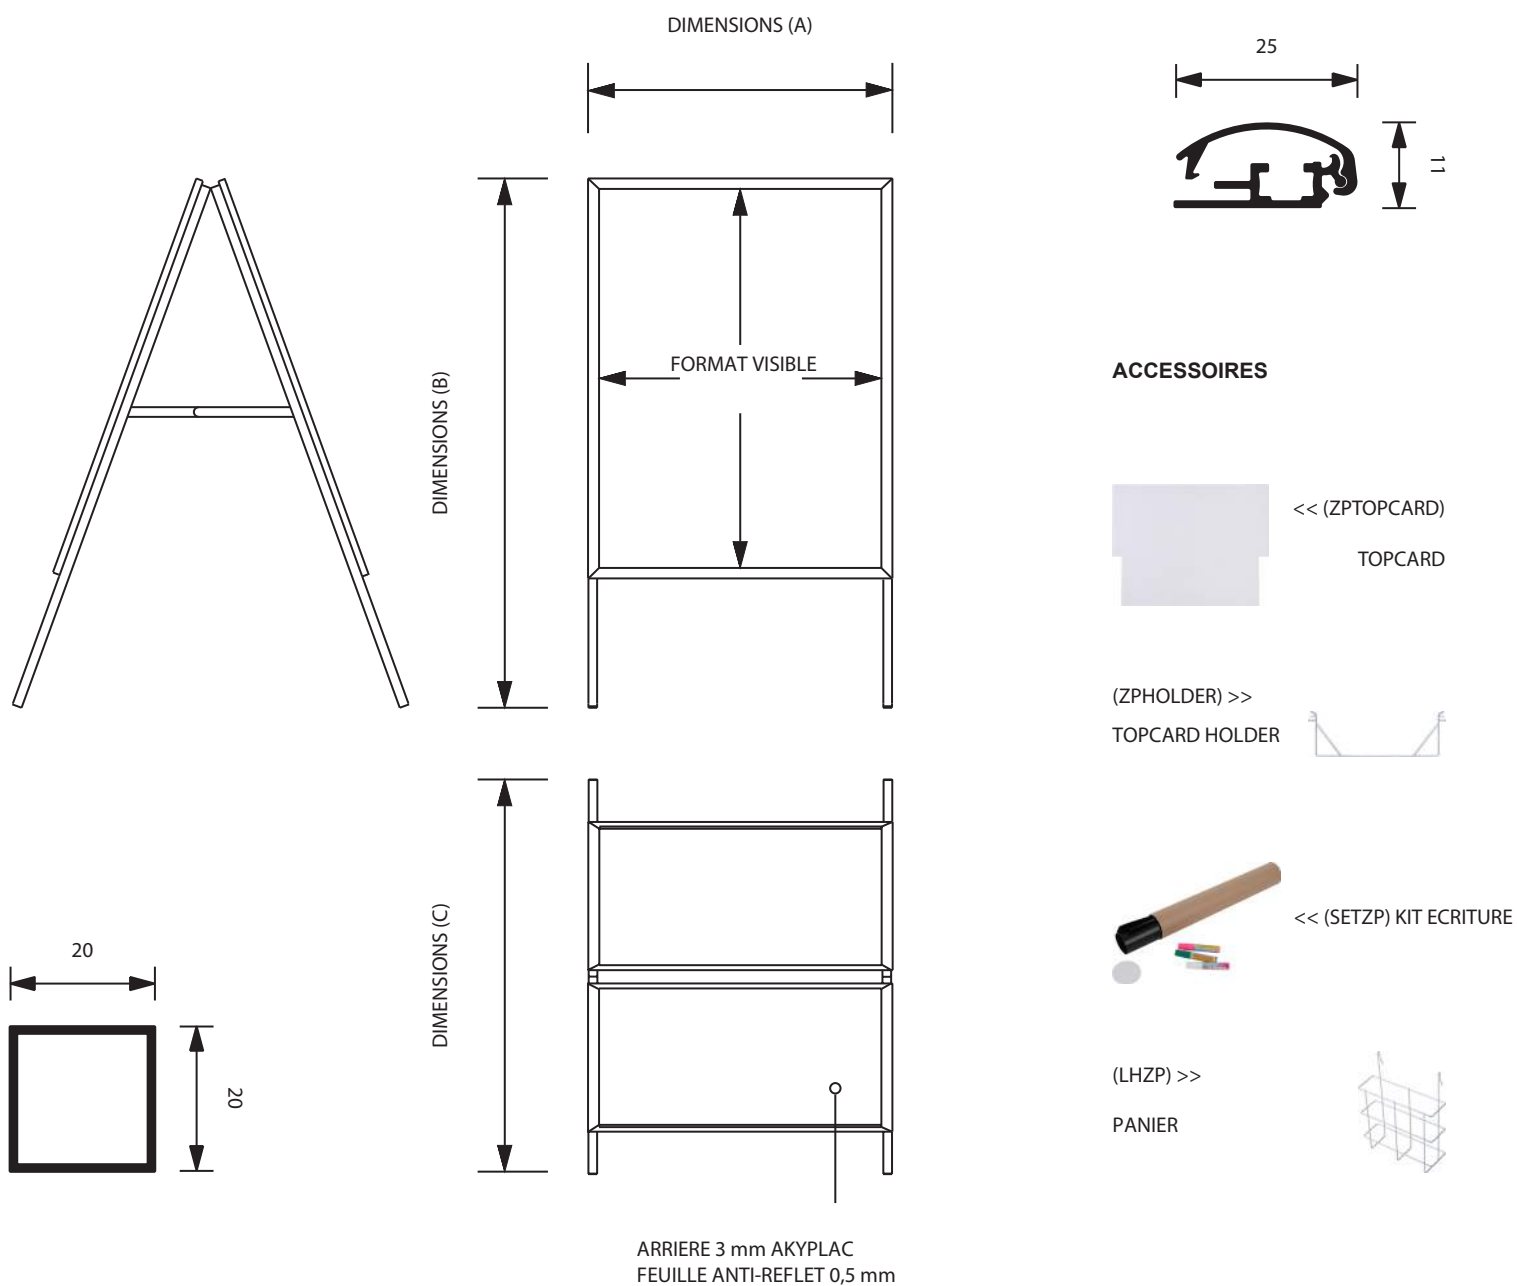 DIMENSIONS (A)
25
11
FORMAT VISIBLE
DIMENSIONS (B)
ACCESSOIRES
<< (ZPTOPCARD)
TOPCARD
(ZPHOLDER) >>
TOPCARD HOLDER
<< (SETZP) KIT ECRITURE
DIMENSIONS (C)
20
20
(LHZP) >>
PANIER
ARRIERE 3 mm AKYPLAC
FEUILLE ANTI-REFLET 0,5 mm